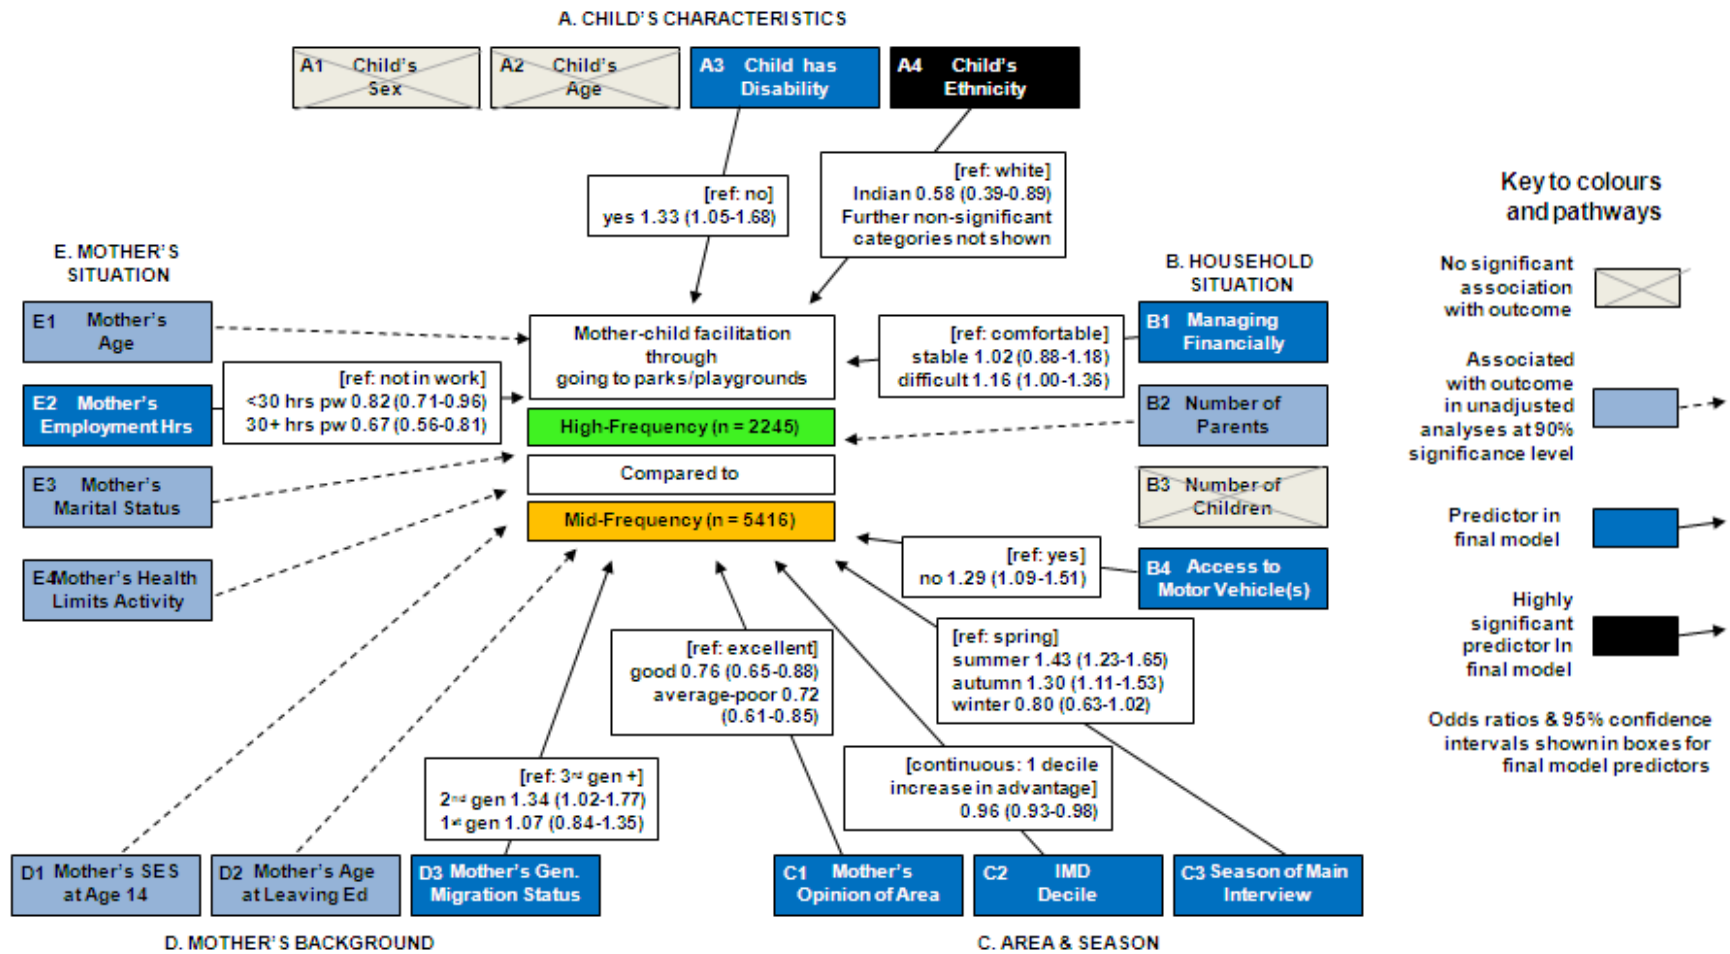 A. CHILD'S CHARACTERISTICS
A1 Child's
Sex
A2 Child's
Age
A3 Child has
Disability
A4 Child's
Ethnicity
[ref: no]
yes 1.33 (1.05-1.68)
[ref: white]
Indian 0.58 (0.39-0.89)
Further non-significant
categories not shown
E. MOTHER'S
SITUATION
E1 Mother's
Age
E2 Mother's
Employment Hrs
[ref: not in work]
<30 hrs pw 0.82 (0.71-0.96)
30+ hrs pw 0.67 (0.56-0.81)
E3 Mother's
Marital Status
E4 Mother's Health
Limits Activity
Mother-child facilitation
through
going to parks/playgrounds
High-Frequency (n = 2245)
Compared to
Mid-Frequency (n = 5416)
B. HOUSEHOLD
SITUATION
[ref: comfortable]
stable 1.02 (0.88-1.18)
difficult 1.16 (1.00-1.36)
B1 Managing
Financially
B2 Number of
Parents
B3 Number of
Children
[ref: yes]
no 1.29 (1.09-1.51)
B4 Access to
Motor Vehicle(s)
[ref: excellent]
good 0.76 (0.65-0.88)
average-poor 0.72
(0.61-0.85)
[ref: spring]
summer 1.43 (1.23-1.65)
autumn 1.30 (1.11-1.53)
winter 0.80 (0.63-1.02)
[ref: 3rd gen +]
2nd gen 1.34 (1.02-1.77)
1st gen 1.07 (0.84-1.35)
[continuous: 1 decile
increase in advantage]
0.96 (0.93-0.98)
D1 Mother's SES
at Age 14
D2 Mother's Age
at Leaving Ed
D3 Mother's Gen.
Migration Status
C1 Mother's
Opinion of Area
C2 IMD
Decile
C3 Season of Main
Interview
D. MOTHER'S BACKGROUND
C. AREA & SEASON
Key to colours
and pathways
No significant
association
with outcome
Associated
with outcome
in unadjusted
analyses at 90%
significance level
Predictor in
final model
Highly
significant
predictor In
final model
Odds ratios & 95% confidence
intervals shown in boxes for
final model predictors